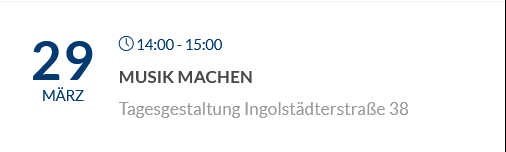 29
MÄRZ
14:00 - 15:00
MUSIK MACHEN
Tagesgestaltung Ingolstädterstraße 38